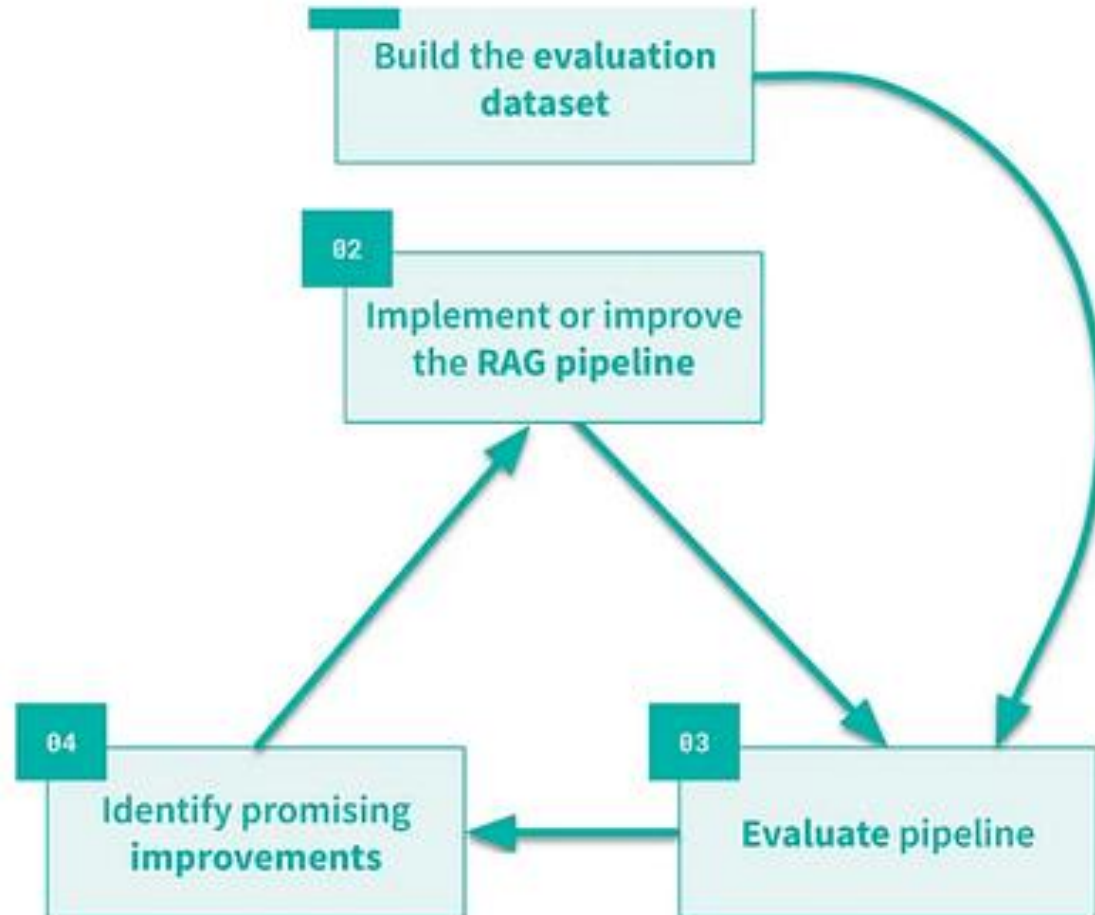 Build the evaluation
dataset
02
Implement or improve
the RAG pipeline
04
Identify promising
improvements
03
Evaluate pipeline